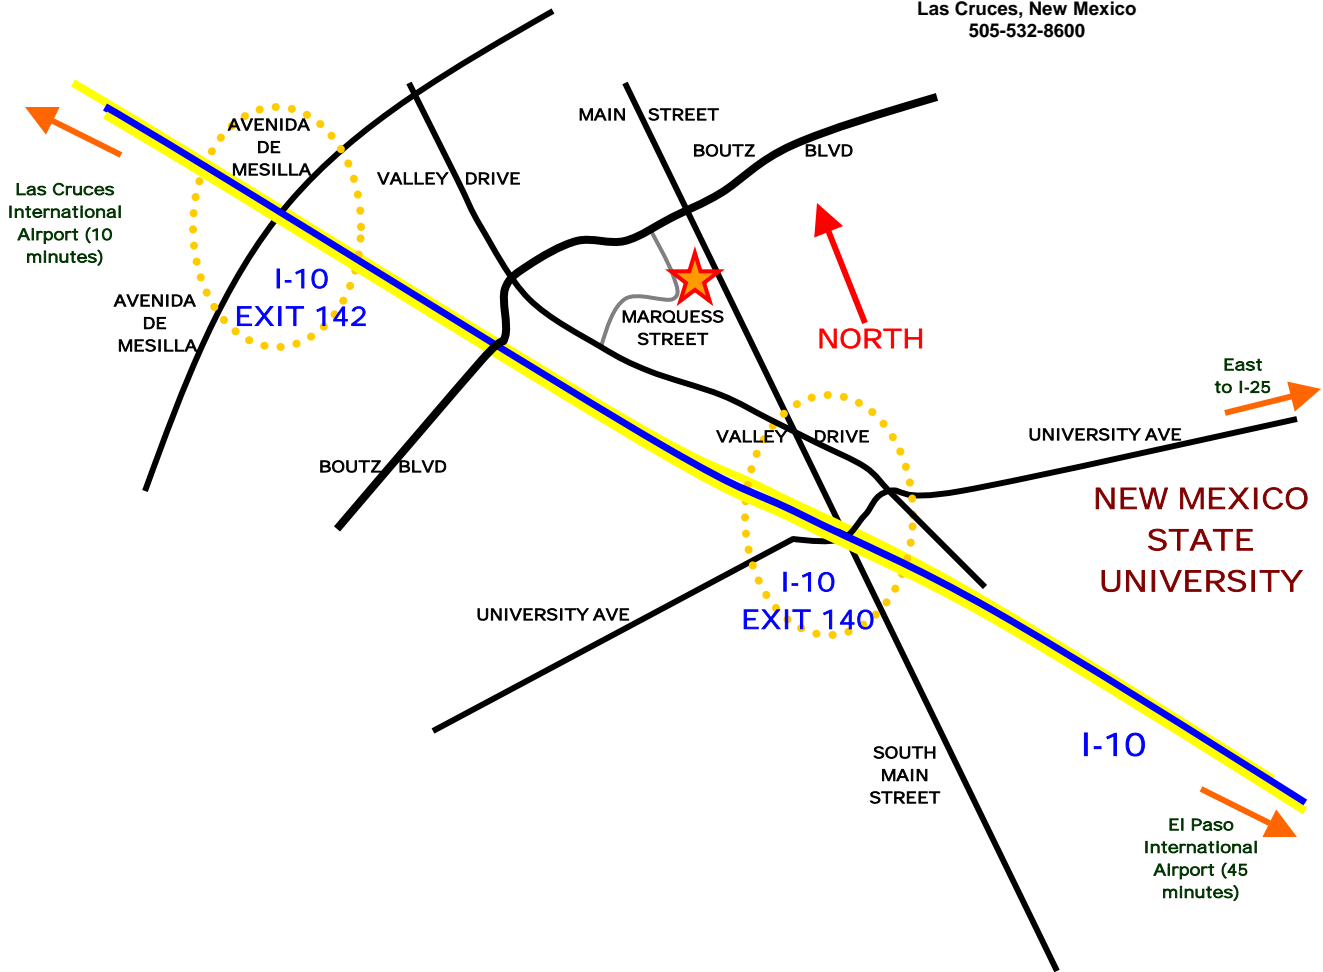 Las Cruces, New Mexico
505-532-8600
MAIN STREET
BOUTZ BLVD
AVENIDA
DE
MESILLA
VALLEY DRIVE
Las Cruces
International
Airport (10
minutes)
I-10
EXIT 142
AVENIDA
DE
MESILLA
MARQUESS
STREET
NORTH
East
to I-25
VALLEY DRIVE
UNIVERSITY AVE
BOUTZ BLVD
NEW MEXICO
STATE
UNIVERSITY
I-10
EXIT 140
UNIVERSITY AVE
I-10
SOUTH
MAIN
STREET
El Paso
International
Airport (45
minutes)